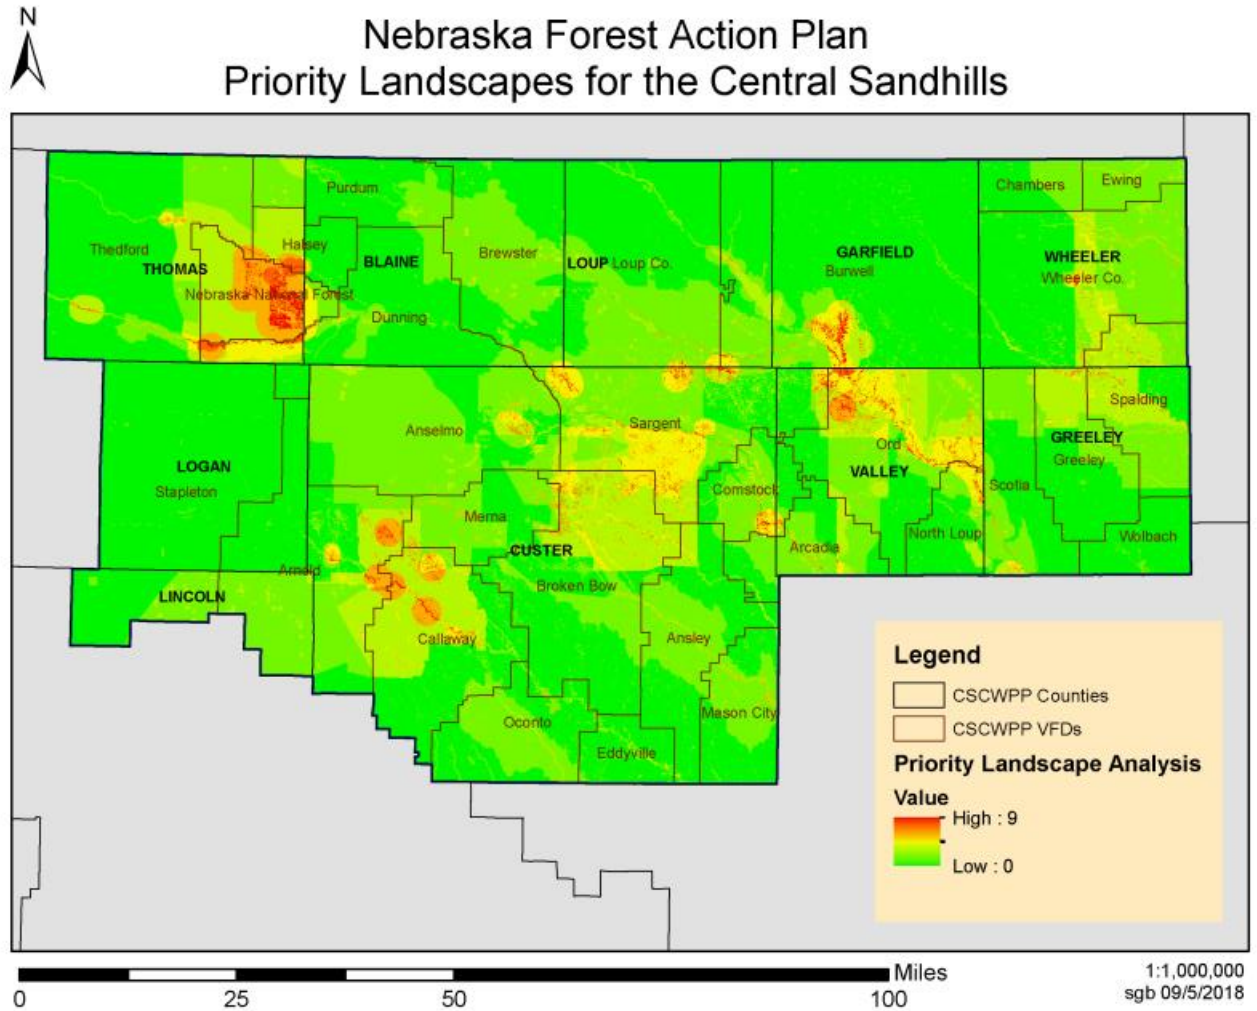 N
Nebraska Forest Action Plan
Priority Landscapes for the Central Sandhills
Purdum
Chambers
Ewing
Thedford
THOMAS
Halsey
BLAINE
Brewster
LOUP Loup Co.
GARFIELD
Burwell
WHEELER
Wheeler Co.
Nebraska National Forest
Dunning
Anselmo
Sargent
Spalding
LOGAN
Stapleton
Ord
VALLEY
GREELEY
Greeley
Comstock
Scotia
Merna
CUSTER
Arcadia
North Loup
Wolbach
Arnold
LINCOLN
Broken Bow
Callaway
Ansley
Oconto
Mason City
Eddyville
Legend
CSCWPP Counties
CSCWPP VFDs
Priority Landscape Analysis
Value
High : 9
Low : 0
Miles
0 25 50 100
1:1,000,000
sgb 09/5/2018